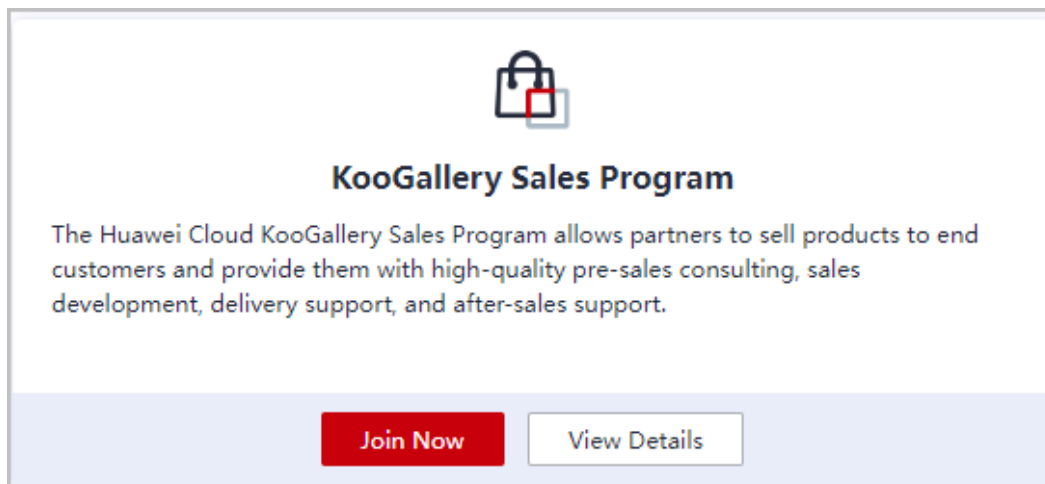 KooGallery Sales Program
The Huawei Cloud KooGallery Sales Program allows partners to sell products to end
customers and provide them with high-quality pre-sales consulting, sales
development, delivery support, and after-sales support.
Join Now
View Details